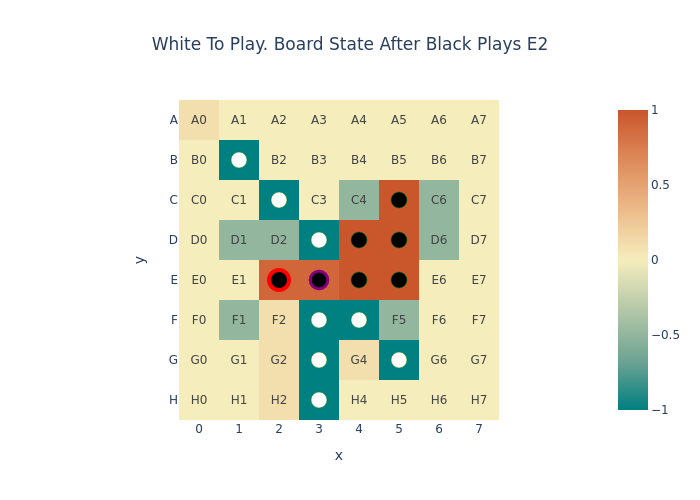 White To Play. Board State After Black Plays E2
A A0 A1 A2 A3 A4 A5 A6 A7
B B0 B2 B3 B4 B5 B6 B7
C C0 C1 C3 C4 C6 C7
D D0 D1 D2 D6 D7
E E0 E1 E6 E7
F F0 F1 F2 F5 F6 F7
G G0 G1 G2 G4 G6 G7
H H0 H1 H2 H4 H5 H6 H7
0 1 2 3 4 5 6 7
x
y
1
0.5
0
−0.5
−1